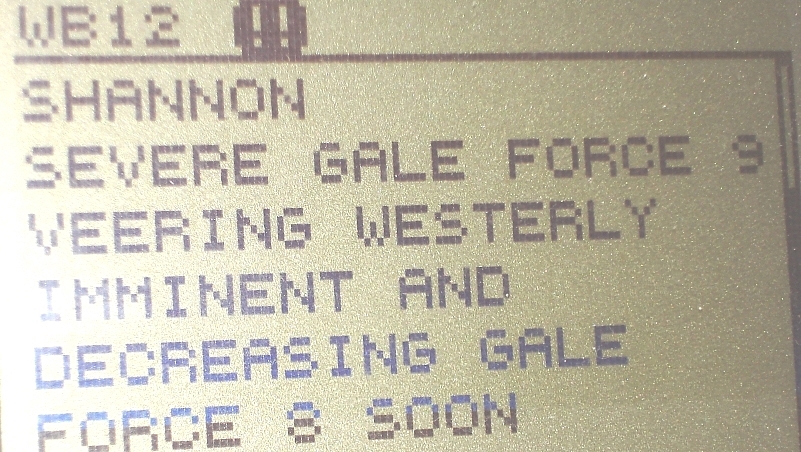 WB12 !!
SHANNON
SEVERE GALE FORCE 9
VEERING WESTERLY
IMMINENT AND
DECREASING GALE
FORCE 8 SOON